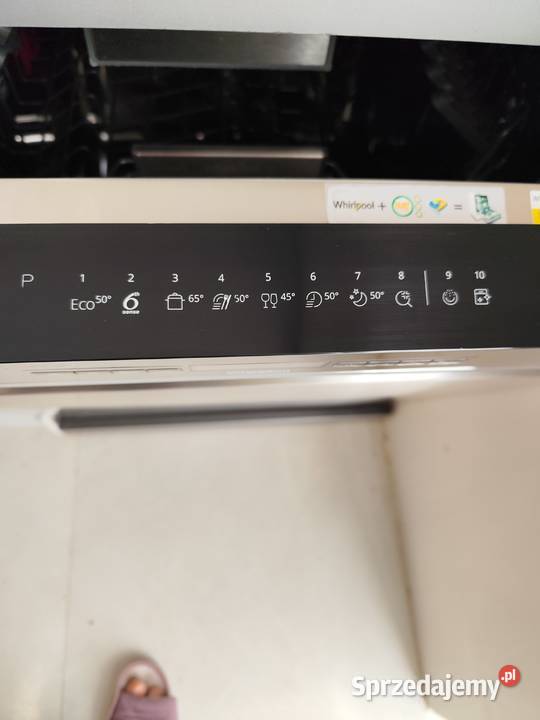 Whirlpool + =
P 1 2 3 4 5 6 7 8 9 10
Eco 50° 6 65° 50° 45° 50° 50°
sense
Sprzedajemy.pl